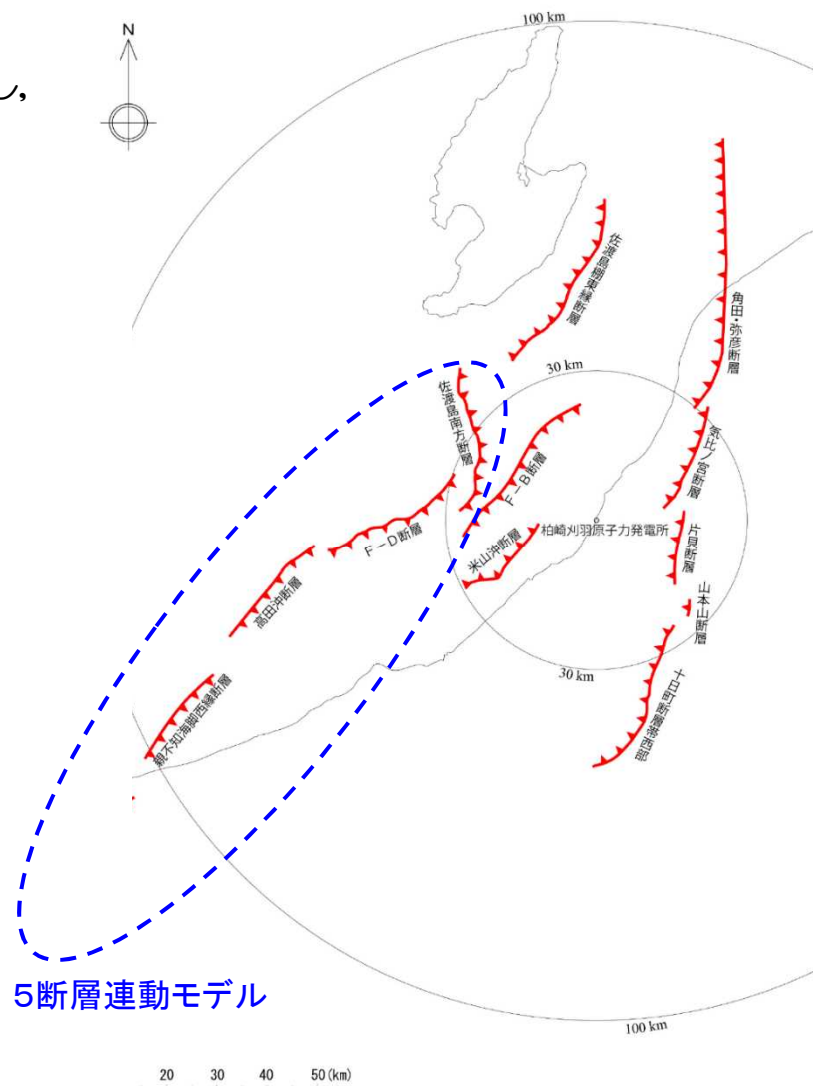 し,
N
100 km
佐渡島棚東縁断層
角田・弥彦断層
30 km
佐渡島南方断層
気比ノ宮断層
F－B断層
柏崎刈羽原子力発電所
片貝断層
F－D断層
米山沖断層
高田沖断層
山本山断層
30 km
十日町断層帯西部
親不知海脚西縁断層
5断層連動モデル
100 km
20 30 40 50(km)